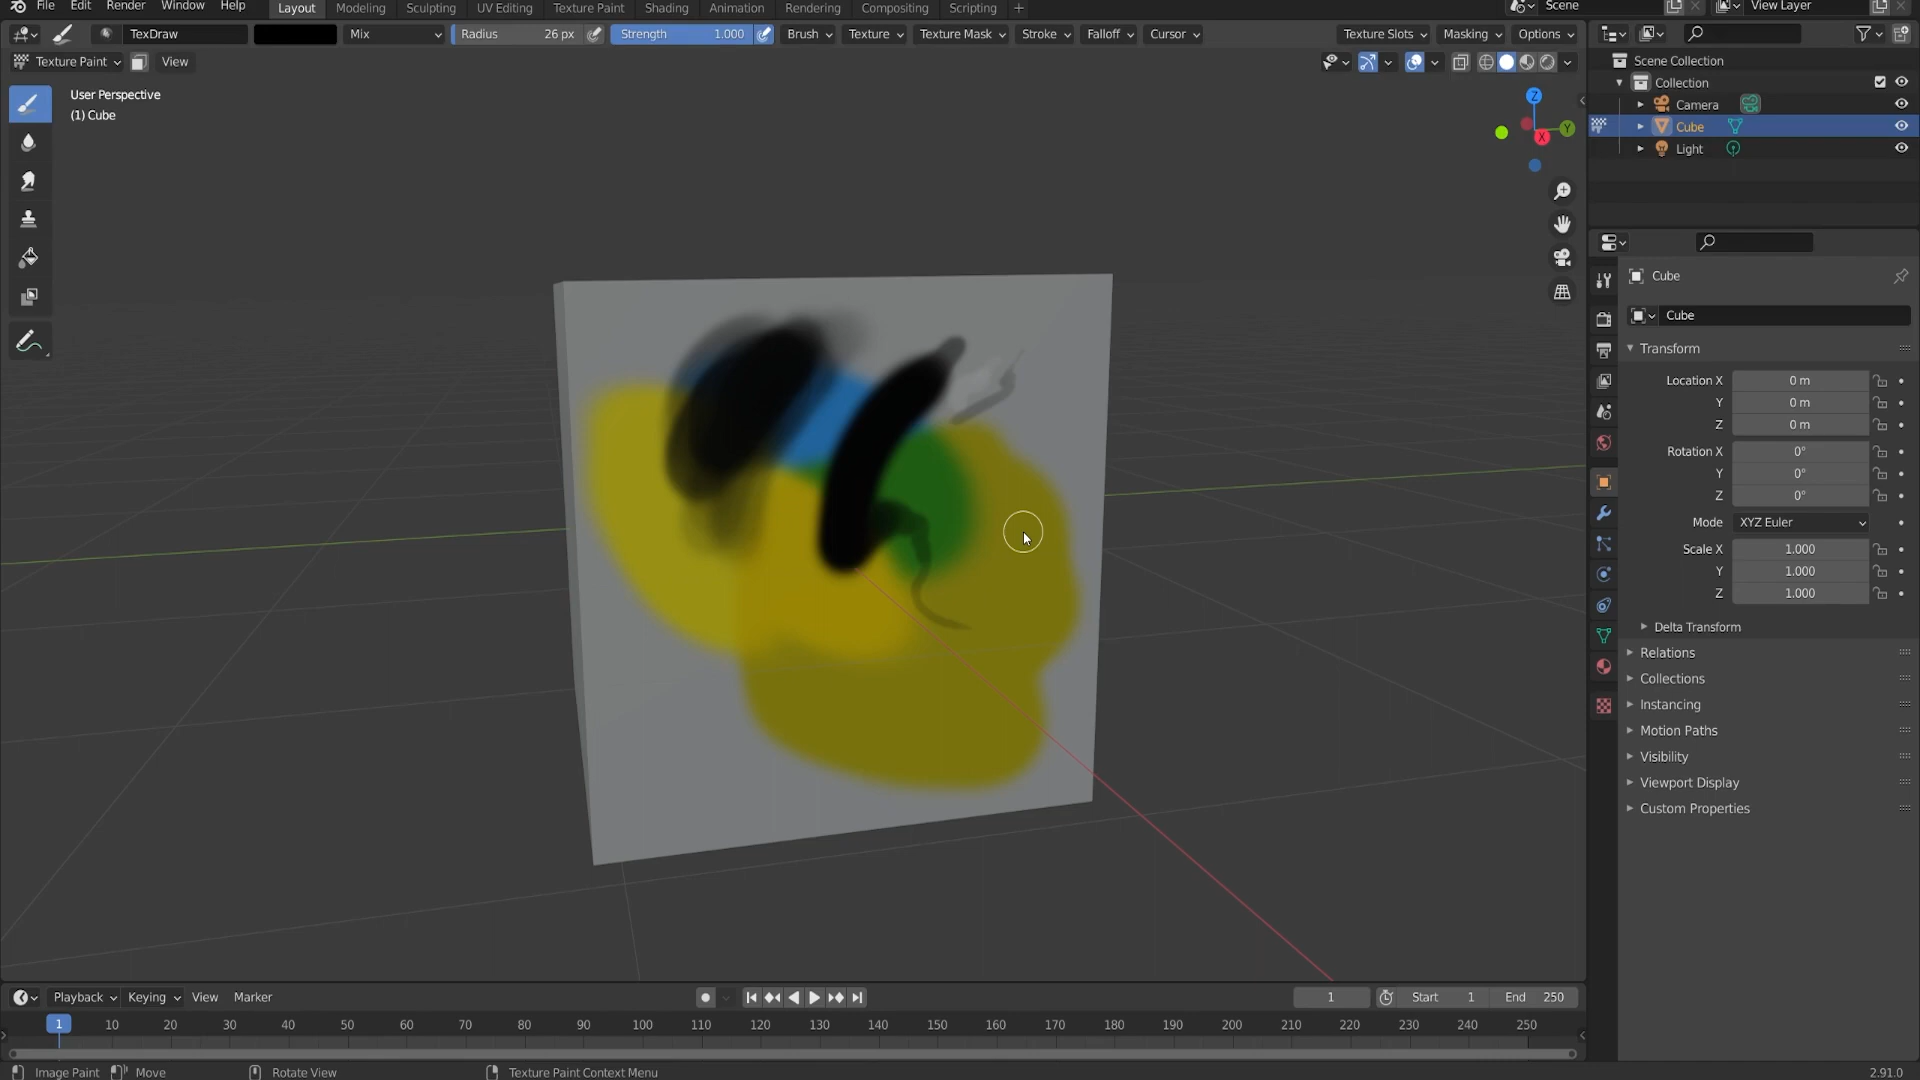 File Edit Render Window Help Layout Modeling Sculpting UV Editing Texture Paint Shading Animation Rendering Compositing Scripting + Scene View Layer
TexDraw Mix Radius 26 px Strength 1.000 Brush Texture Texture Mask Stroke Falloff Cursor Texture Slots Masking Options
Texture Paint View
User Perspective
(1) Cube
Z
Y
X
Scene Collection
Collection
Camera
Cube
Light
Cube
Cube
Transform
Location X 0 m
Y 0 m
Z 0 m
Rotation X 0°
Y 0°
Z 0°
Mode XYZ Euler
Scale X 1.000
Y 1.000
Z 1.000
Delta Transform
Relations
Collections
Instancing
Motion Paths
Visibility
Viewport Display
Custom Properties
Playback Keying View Marker 1 Start 1 End 250
1 10 20 30 40 50 60 70 80 90 100 110 120 130 140 150 160 170 180 190 200 210 220 230 240 250
Image Paint Move Rotate View Texture Paint Context Menu 2.91.0